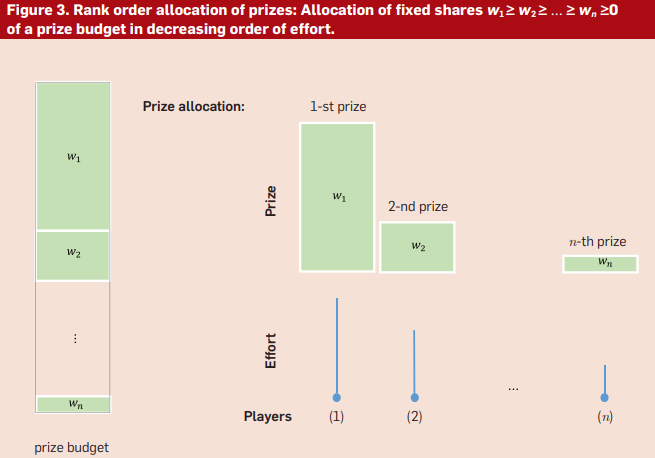 Figure 3. Rank order allocation of prizes: Allocation of fixed shares w₁ ≥ w₂ ≥ ... ≥ wₙ ≥0
of a prize budget in decreasing order of effort.
Prize allocation:
1-st prize
w₁
w₁
Prize
2-nd prize
w₂
w₂
n-th prize
wₙ
⋮
Effort
...
wₙ
Players
(1)
(2)
(n)
prize budget